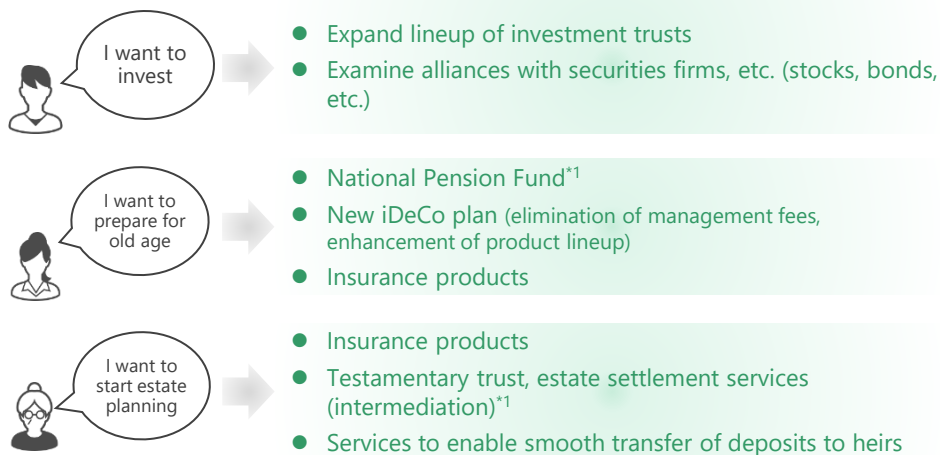 I want to
invest
● Expand lineup of investment trusts
● Examine alliances with securities firms, etc. (stocks, bonds,
etc.)
I want to
prepare for
old age
● National Pension Fund*1
● New iDeCo plan (elimination of management fees,
enhancement of product lineup)
● Insurance products
I want to
start estate
planning
● Insurance products
● Testamentary trust, estate settlement services
(intermediation)*1
● Services to enable smooth transfer of deposits to heirs